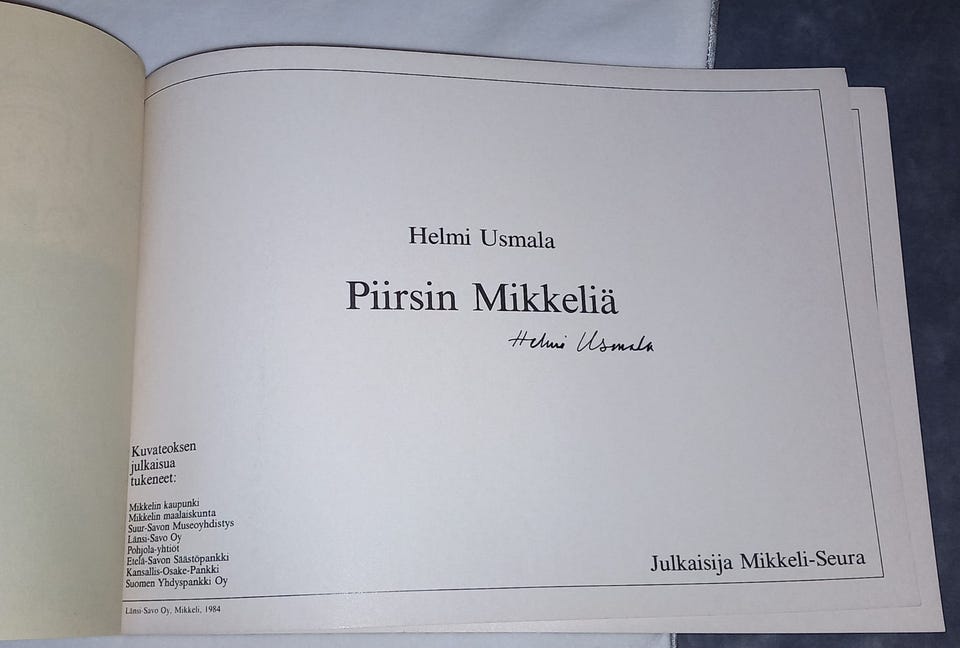 Helmi Usmala
Piirsin Mikkeliä
Helmi Usmala
Kuvateoksen
julkaisua
tukeneet:
Mikkelin kaupunki
Mikkelin maalaiskunta
Suur-Savon Museoyhdistys
Länsi-Savo Oy
Pohjola-yhtiöt
Etelä-Savon Säästöpankki
Kansallis-Osake-Pankki
Suomen Yhdyspankki Oy
Julkaisija Mikkeli-Seura
Länsi-Savo Oy, Mikkeli, 1984